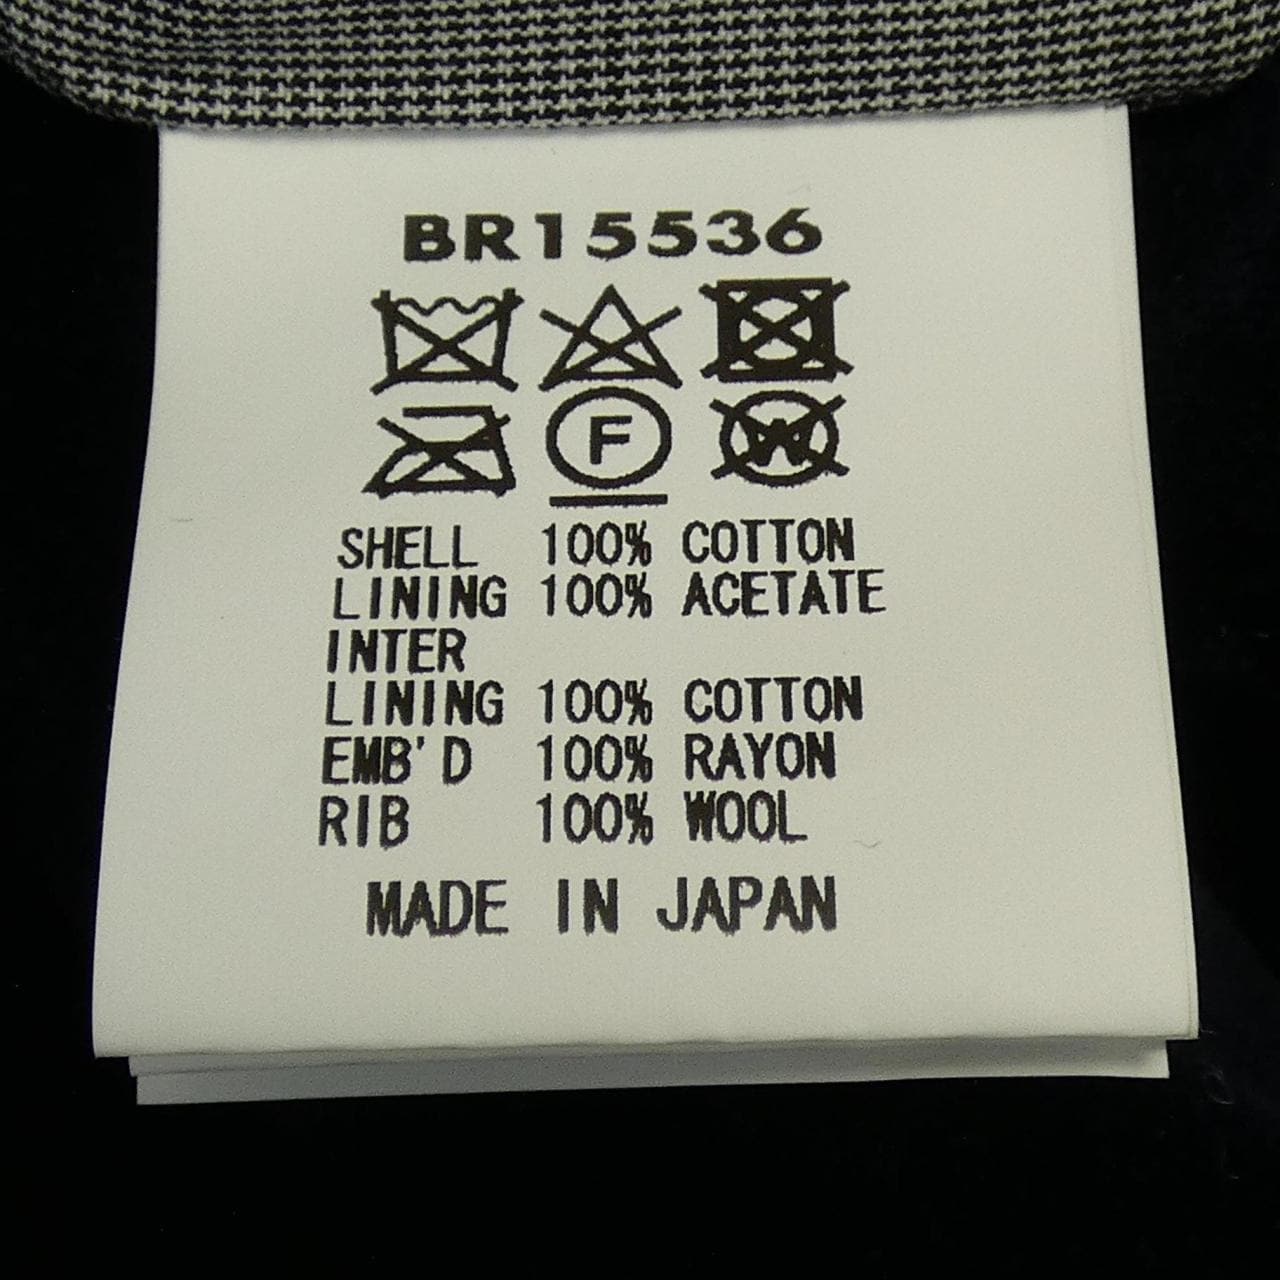 BR15536
F
W
SHELL 100% COTTON
LINING 100% ACETATE
INTER
LINING 100% COTTON
EMB'D 100% RAYON
RIB 100% WOOL
MADE IN JAPAN